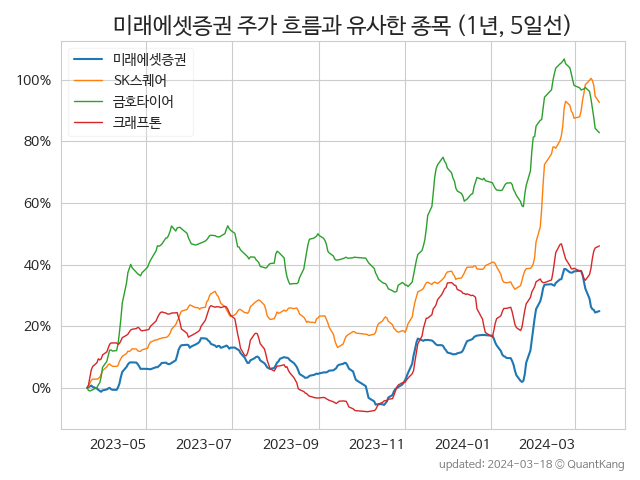 미래에셋증권 주가 흐름과 유사한 종목 (1년, 5일선)
미래에셋증권
SK스퀘어
금호타이어
크래프톤
100%
80%
60%
40%
20%
0%
2023-05 2023-07 2023-09 2023-11 2024-01 2024-03
updated: 2024-03-18 © QuantKang